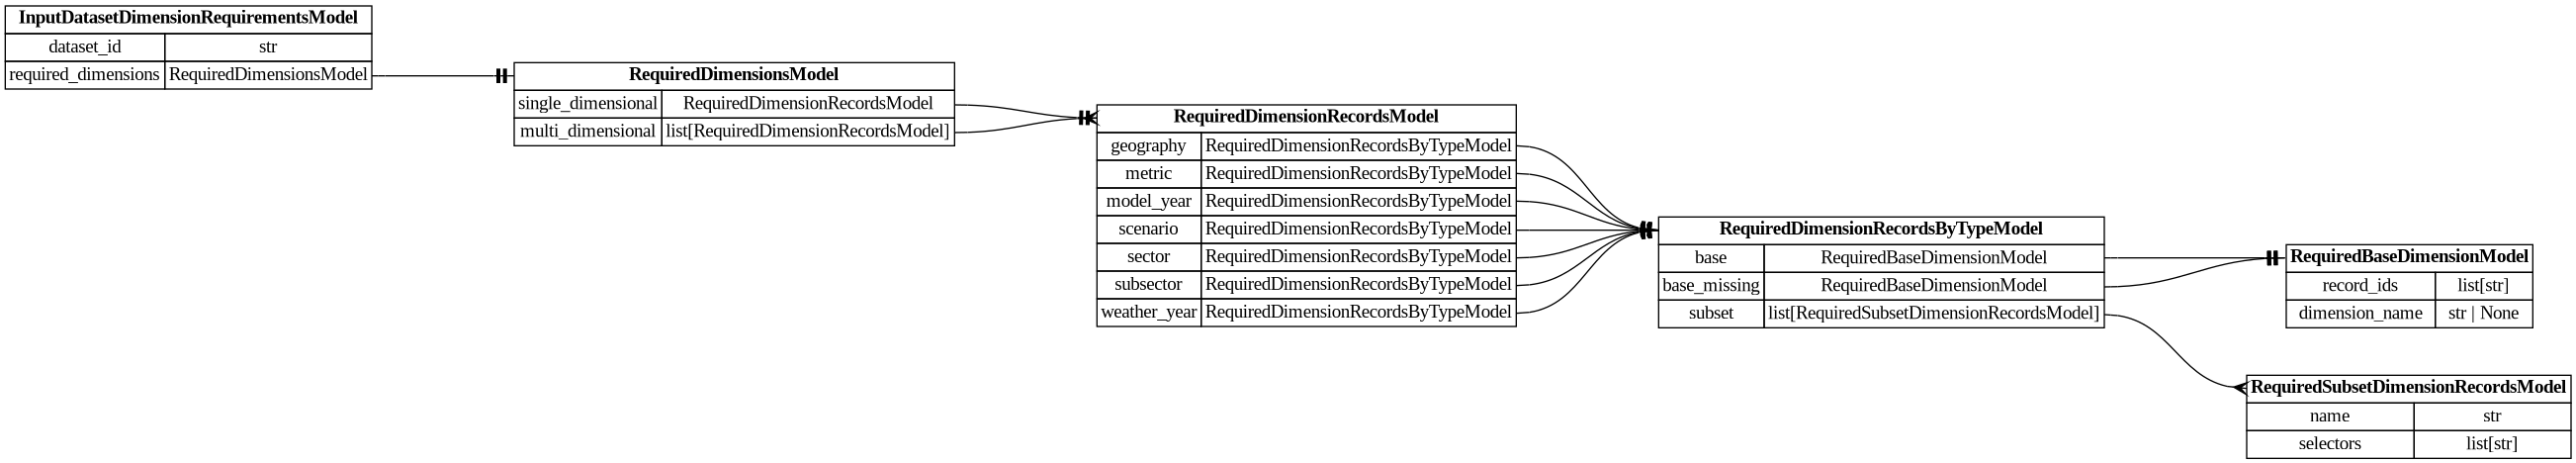 InputDatasetDimensionRequirementsModel
dataset_id str
required_dimensions RequiredDimensionsModel
RequiredDimensionsModel
single_dimensional RequiredDimensionRecordsModel
multi_dimensional list[RequiredDimensionRecordsModel]
RequiredDimensionRecordsModel
geography RequiredDimensionRecordsByTypeModel
metric RequiredDimensionRecordsByTypeModel
model_year RequiredDimensionRecordsByTypeModel
scenario RequiredDimensionRecordsByTypeModel
sector RequiredDimensionRecordsByTypeModel
subsector RequiredDimensionRecordsByTypeModel
weather_year RequiredDimensionRecordsByTypeModel
RequiredDimensionRecordsByTypeModel
base RequiredBaseDimensionModel
base_missing RequiredBaseDimensionModel
subset list[RequiredSubsetDimensionRecordsModel]
RequiredBaseDimensionModel
record_ids list[str]
dimension_name str | None
RequiredSubsetDimensionRecordsModel
name str
selectors list[str]